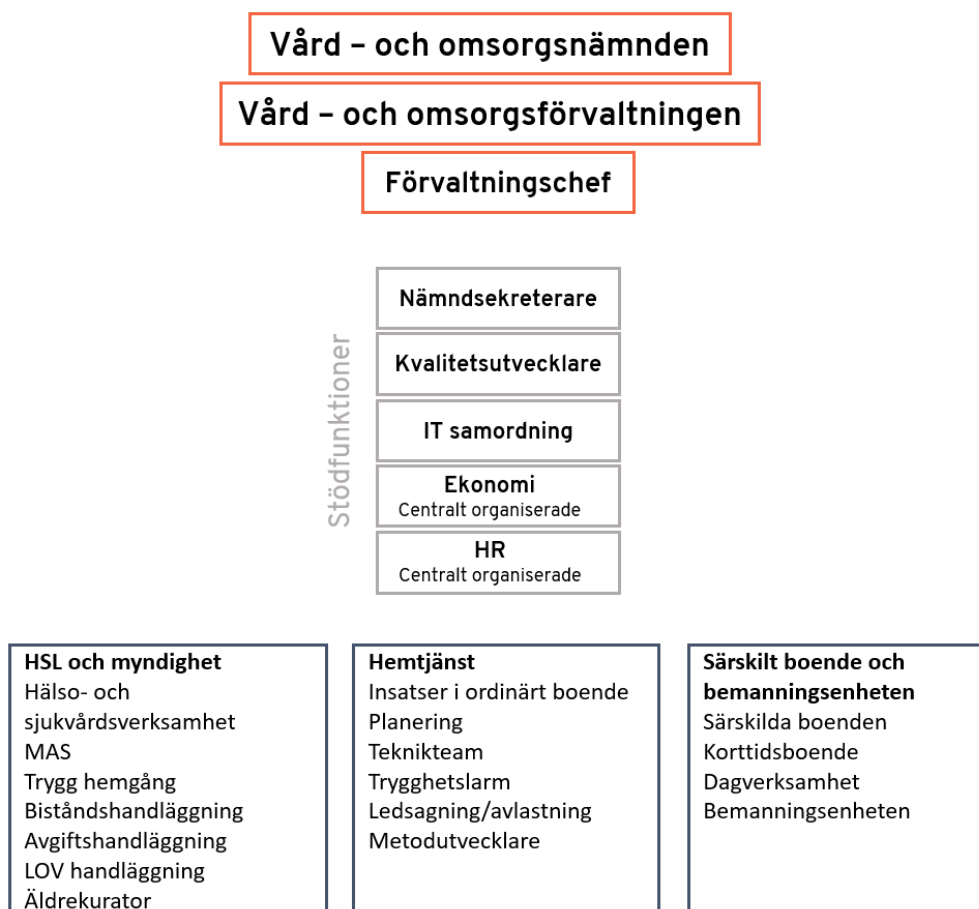 Vård – och omsorgsnämnden
Vård – och omsorgsförvaltningen
Förvaltningschef
Stödfunktioner
Nämndsekreterare
Kvalitetsutvecklare
IT samordning
Ekonomi
Centralt organiserade
HR
Centralt organiserade
HSL och myndighet
Hälso- och
sjukvårdsverksamhet
MAS
Trygg hemgång
Biståndshandläggning
Avgiftshandläggning
LOV handläggning
Äldrekurator
Hemtjänst
Insatser i ordinärt boende
Planering
Teknikteam
Trygghetslarm
Ledsagning/avlastning
Metodutvecklare
Särskilt boende och
bemanningsenheten
Särskilda boenden
Korttidsboende
Dagverksamhet
Bemanningsenheten